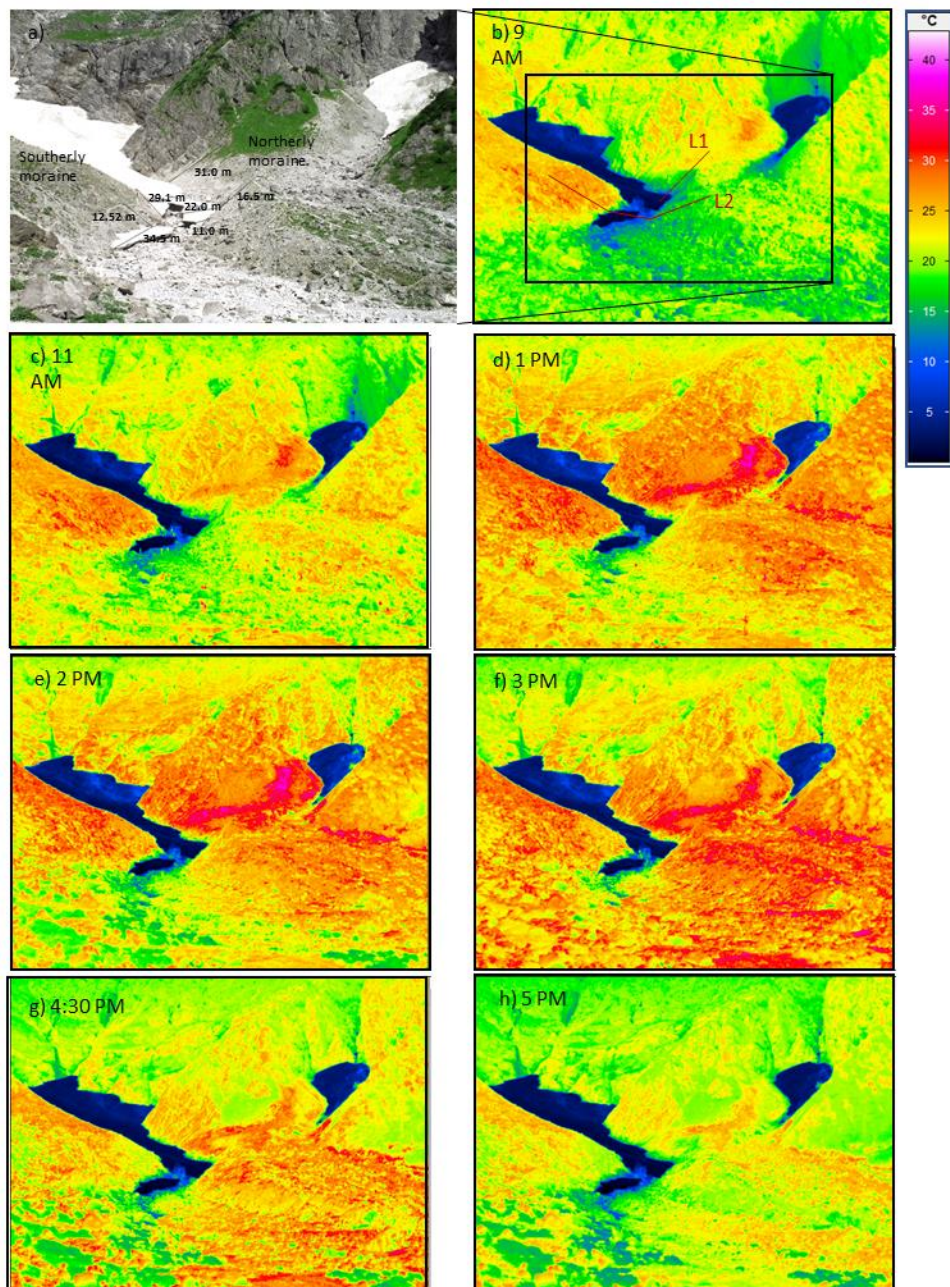 a)
Southerly
moraine
Northerly
moraine
31.0 m
29.1 m
16.5 m
22.0 m
12.52 m
11.0 m
34.5 m
b) 9
AM
L1
L2
°C
40
35
30
25
20
15
10
5
c) 11
AM
d) 1 PM
e) 2 PM
f) 3 PM
g) 4:30 PM
h) 5 PM